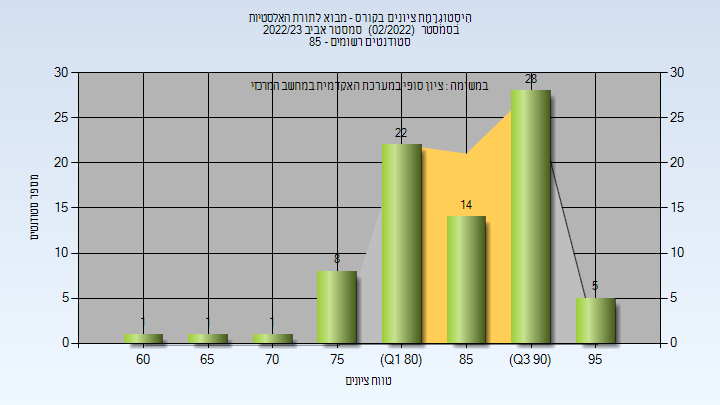 היסטוגרמת ציונים בקורס - מבוא לתורת האלסטיות
בסמסטר (02/2022) סמסטר אביב 2022/23
סטודנטים רשומים - 85
במשימה : ציון סופי במערכת האקדמית במחשב המרכזי
30 30
25 25
20 20
15 15
10 10
5 5
0 0
1 1 1 8 22 14 28 5
60 65 70 75 (Q1 80) 85 (Q3 90) 95
מספר סטודנטים
טווח ציונים